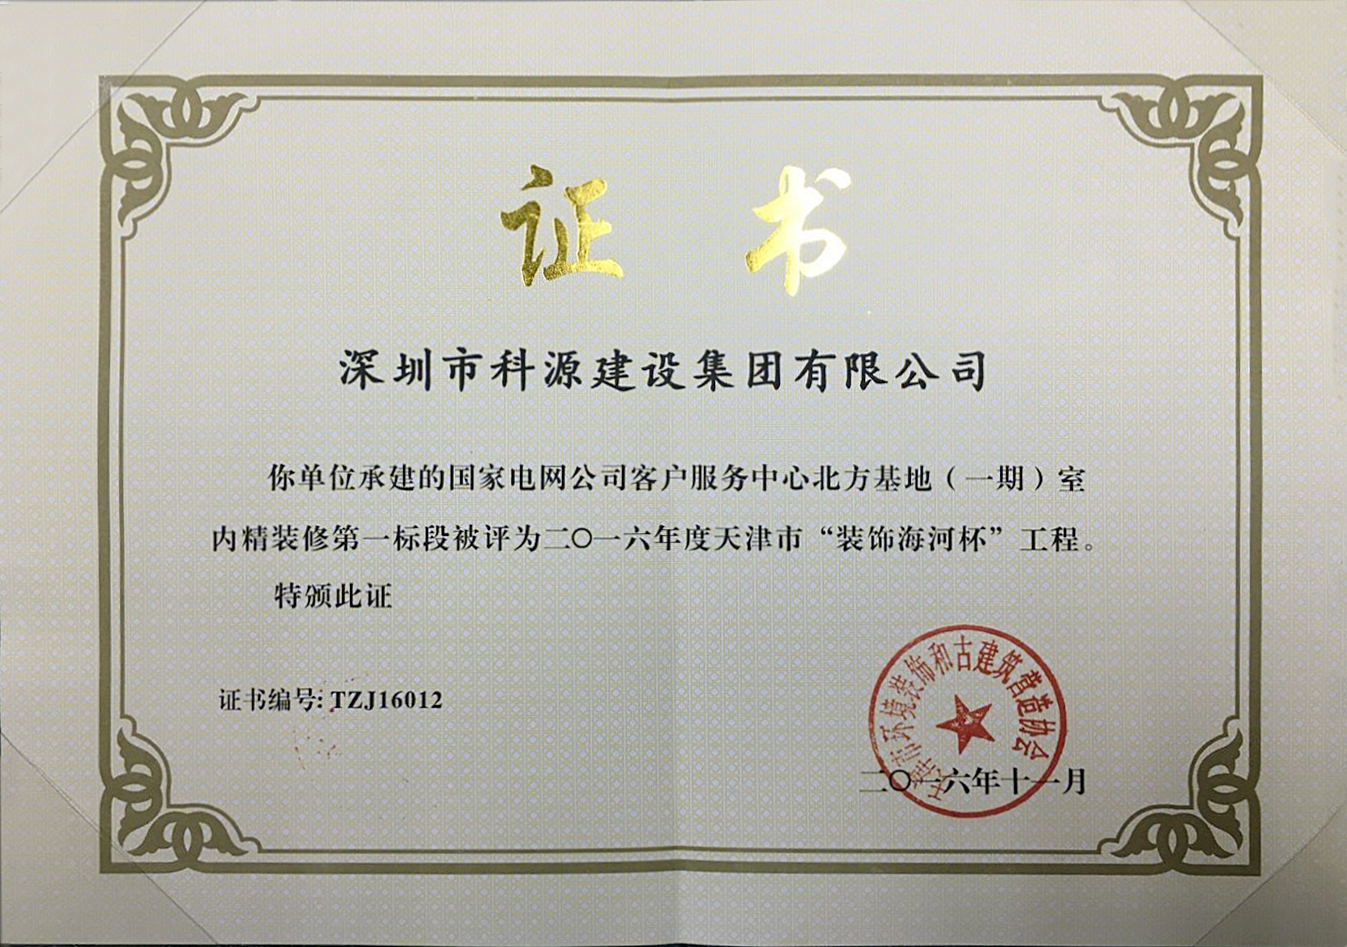 证 书
深圳市科源建设集团有限公司
你单位承建的国家电网公司客户服务中心北方基地（一期）室
内精装修第一标段被评为二〇一六年度天津市“装饰海河杯”工程。
特颁此证
证书编号：TZJ16012
天津市环境装饰和古建筑营造协会
二〇一六年十一月